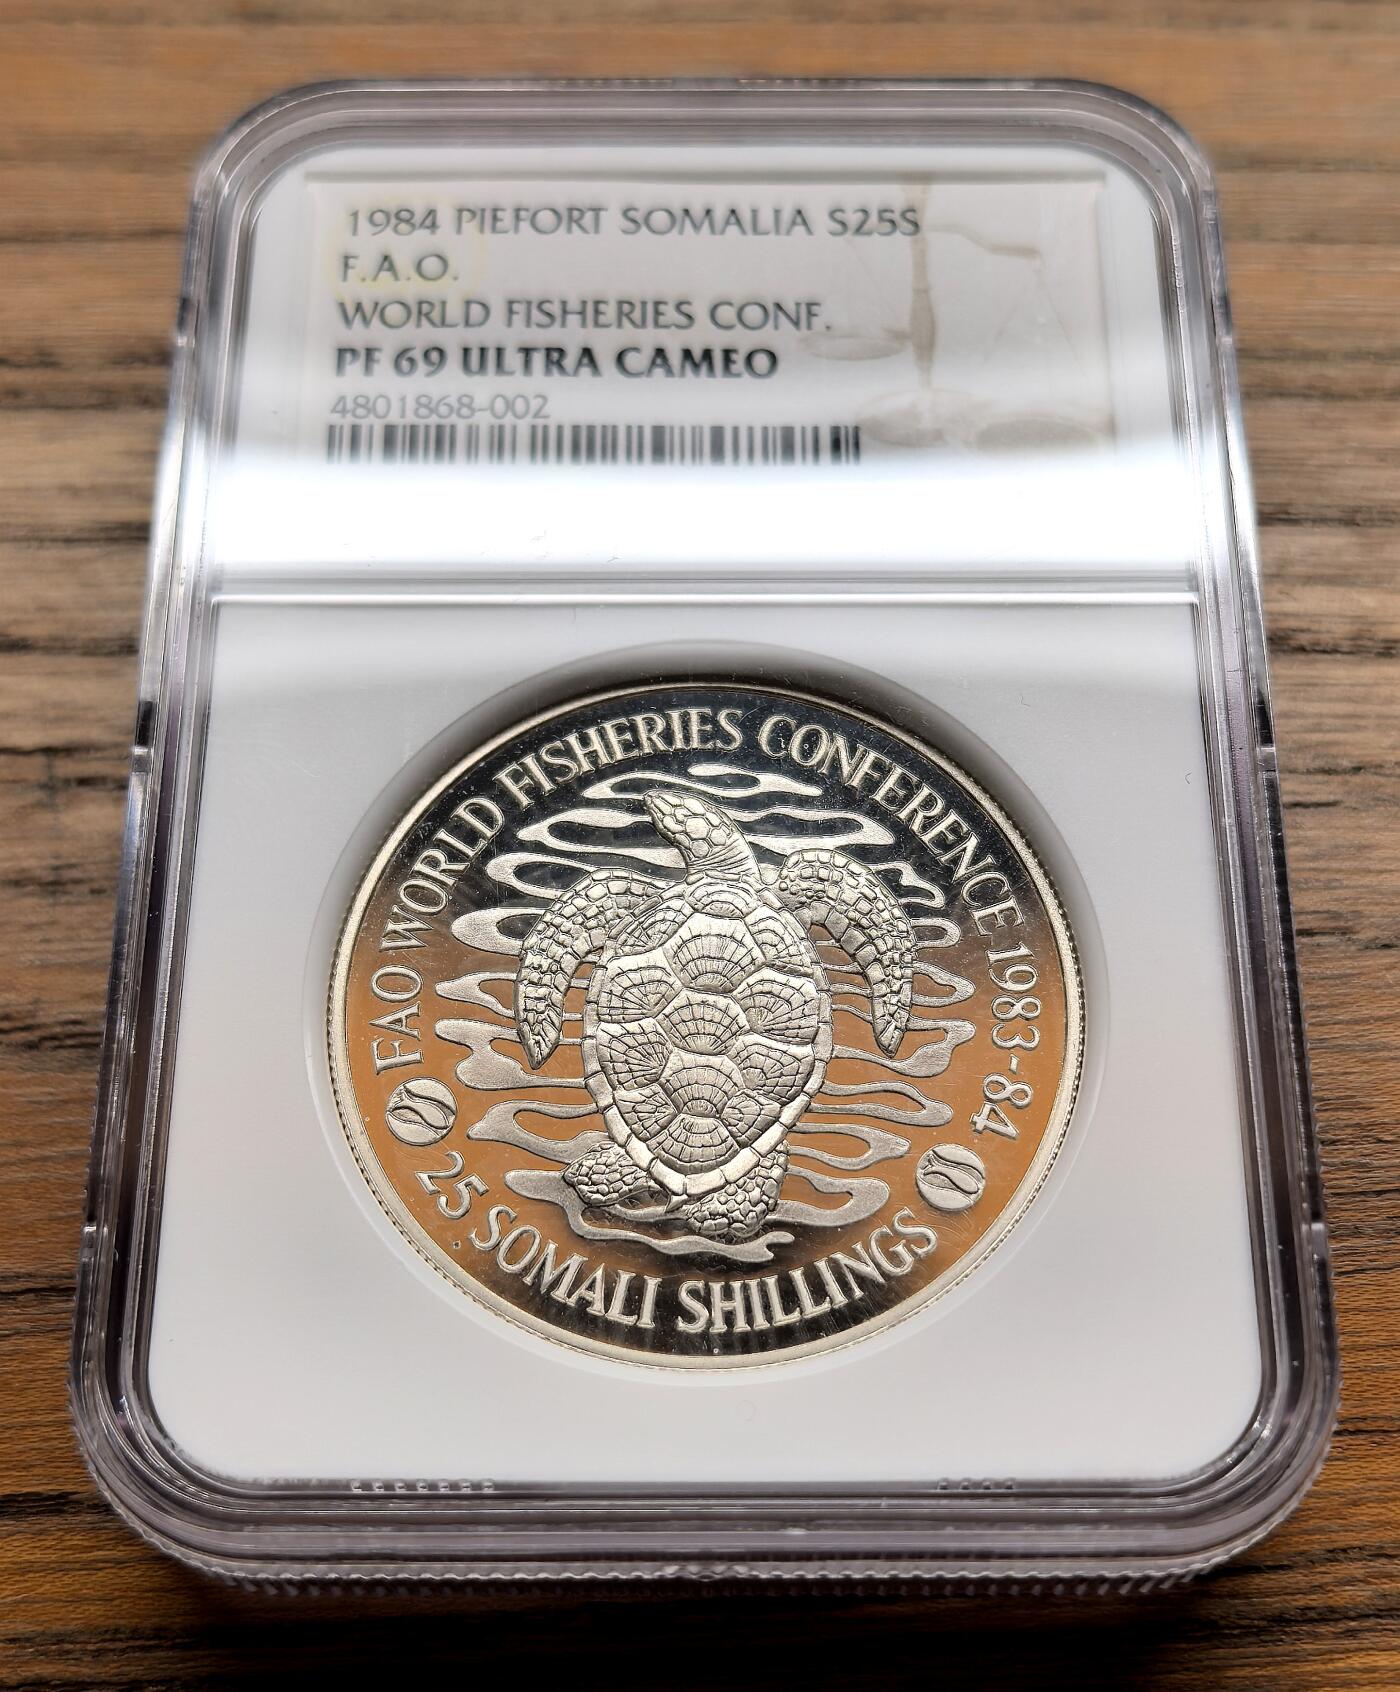 1984 PIEFORT SOMALIA S25S
F.A.O.
WORLD FISHERIES CONF.
PF 69 ULTRA CAMEO
4801868-002
FAO WORLD FISHERIES CONFERENCE 1983-84
25 SOMALI SHILLINGS